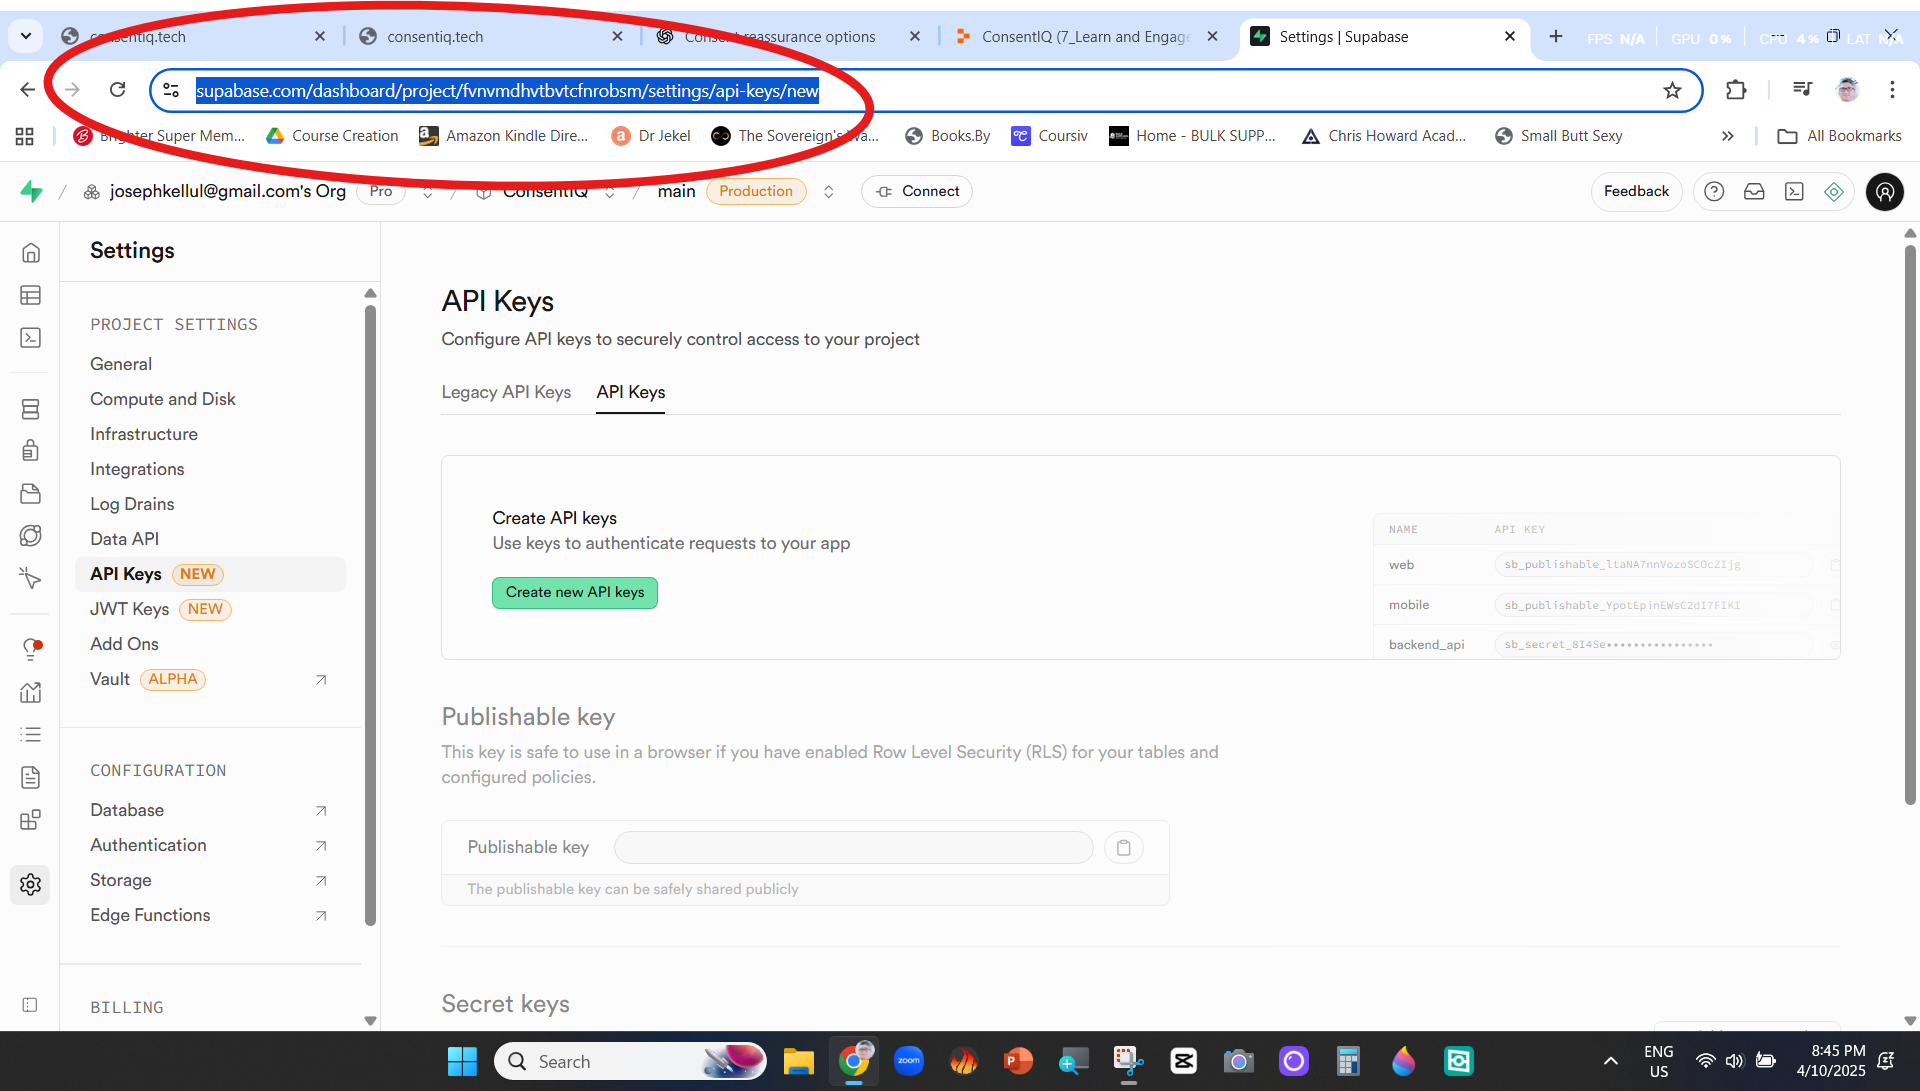 consentiq.tech
consentiq.tech
Consent reassurance options
ConsentIQ (7_Learn and Engage
Settings | Supabase
FPS N/A GPU 0% CPU 4% LAT N/A
supabase.com/dashboard/project/fvnvmdhvtbvtcfnrobsm/settings/api-keys/new
Brighter Super Mem...
Course Creation
Amazon Kindle Dire...
Dr Jekel
The Sovereign's Wa...
Books.By
Coursiv
Home - BULK SUPP...
Chris Howard Acad...
Small Butt Sexy
All Bookmarks
josephkellul@gmail.com's Org
Pro
ConsentIQ
main
Production
Connect
Feedback
Settings
PROJECT SETTINGS
General
Compute and Disk
Infrastructure
Integrations
Log Drains
Data API
API Keys NEW
JWT Keys NEW
Add Ons
Vault ALPHA
CONFIGURATION
Database
Authentication
Storage
Edge Functions
BILLING
API Keys
Configure API keys to securely control access to your project
Legacy API Keys
API Keys
Create API keys
Use keys to authenticate requests to your app
Create new API keys
NAME API KEY
web sb_publishable_ltaNA7nnVozoSCOcZIjg
mobile sb_publishable_YpotEpinEWsC2dI7FIKI
backend_api sb_secret_8I4Se••••••••••••••••
Publishable key
This key is safe to use in a browser if you have enabled Row Level Security (RLS) for your tables and
configured policies.
Publishable key
The publishable key can be safely shared publicly
Secret keys
Search
zoom
ENG
US
8:45 PM
4/10/2025